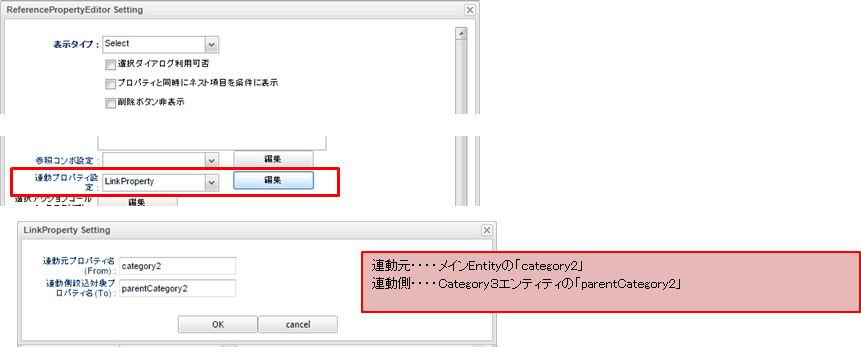 ReferencePropertyEditor Setting
表示タイプ : Select
選択ダイアログ利用可否
プロパティと同時にネスト項目を条件に表示
削除ボタン非表示
参照コンボ設定 : 編集
連動プロパティ設定 : LinkProperty 編集
選択アクションコール
編集
LinkProperty Setting
連動元プロパティ名
(From) : category2
連動側絞込対象プ
ロパティ名(To) : parentCategory2
OK cancel
連動元・・・・メインEntityの「category2」
連動側・・・・Category3エンティティの「parentCategory2」